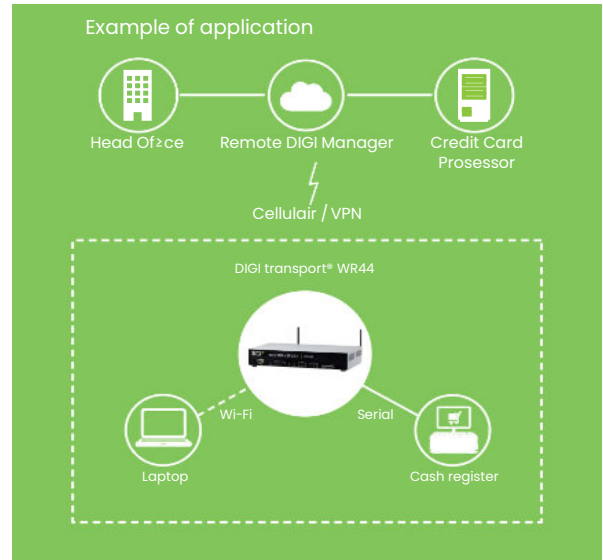 Example of application
Head Of≥ce
Remote DIGI Manager
Credit Card
Prosessor
Cellulair / VPN
DIGI transport® WR44
Wi-Fi
Serial
Laptop
Cash register